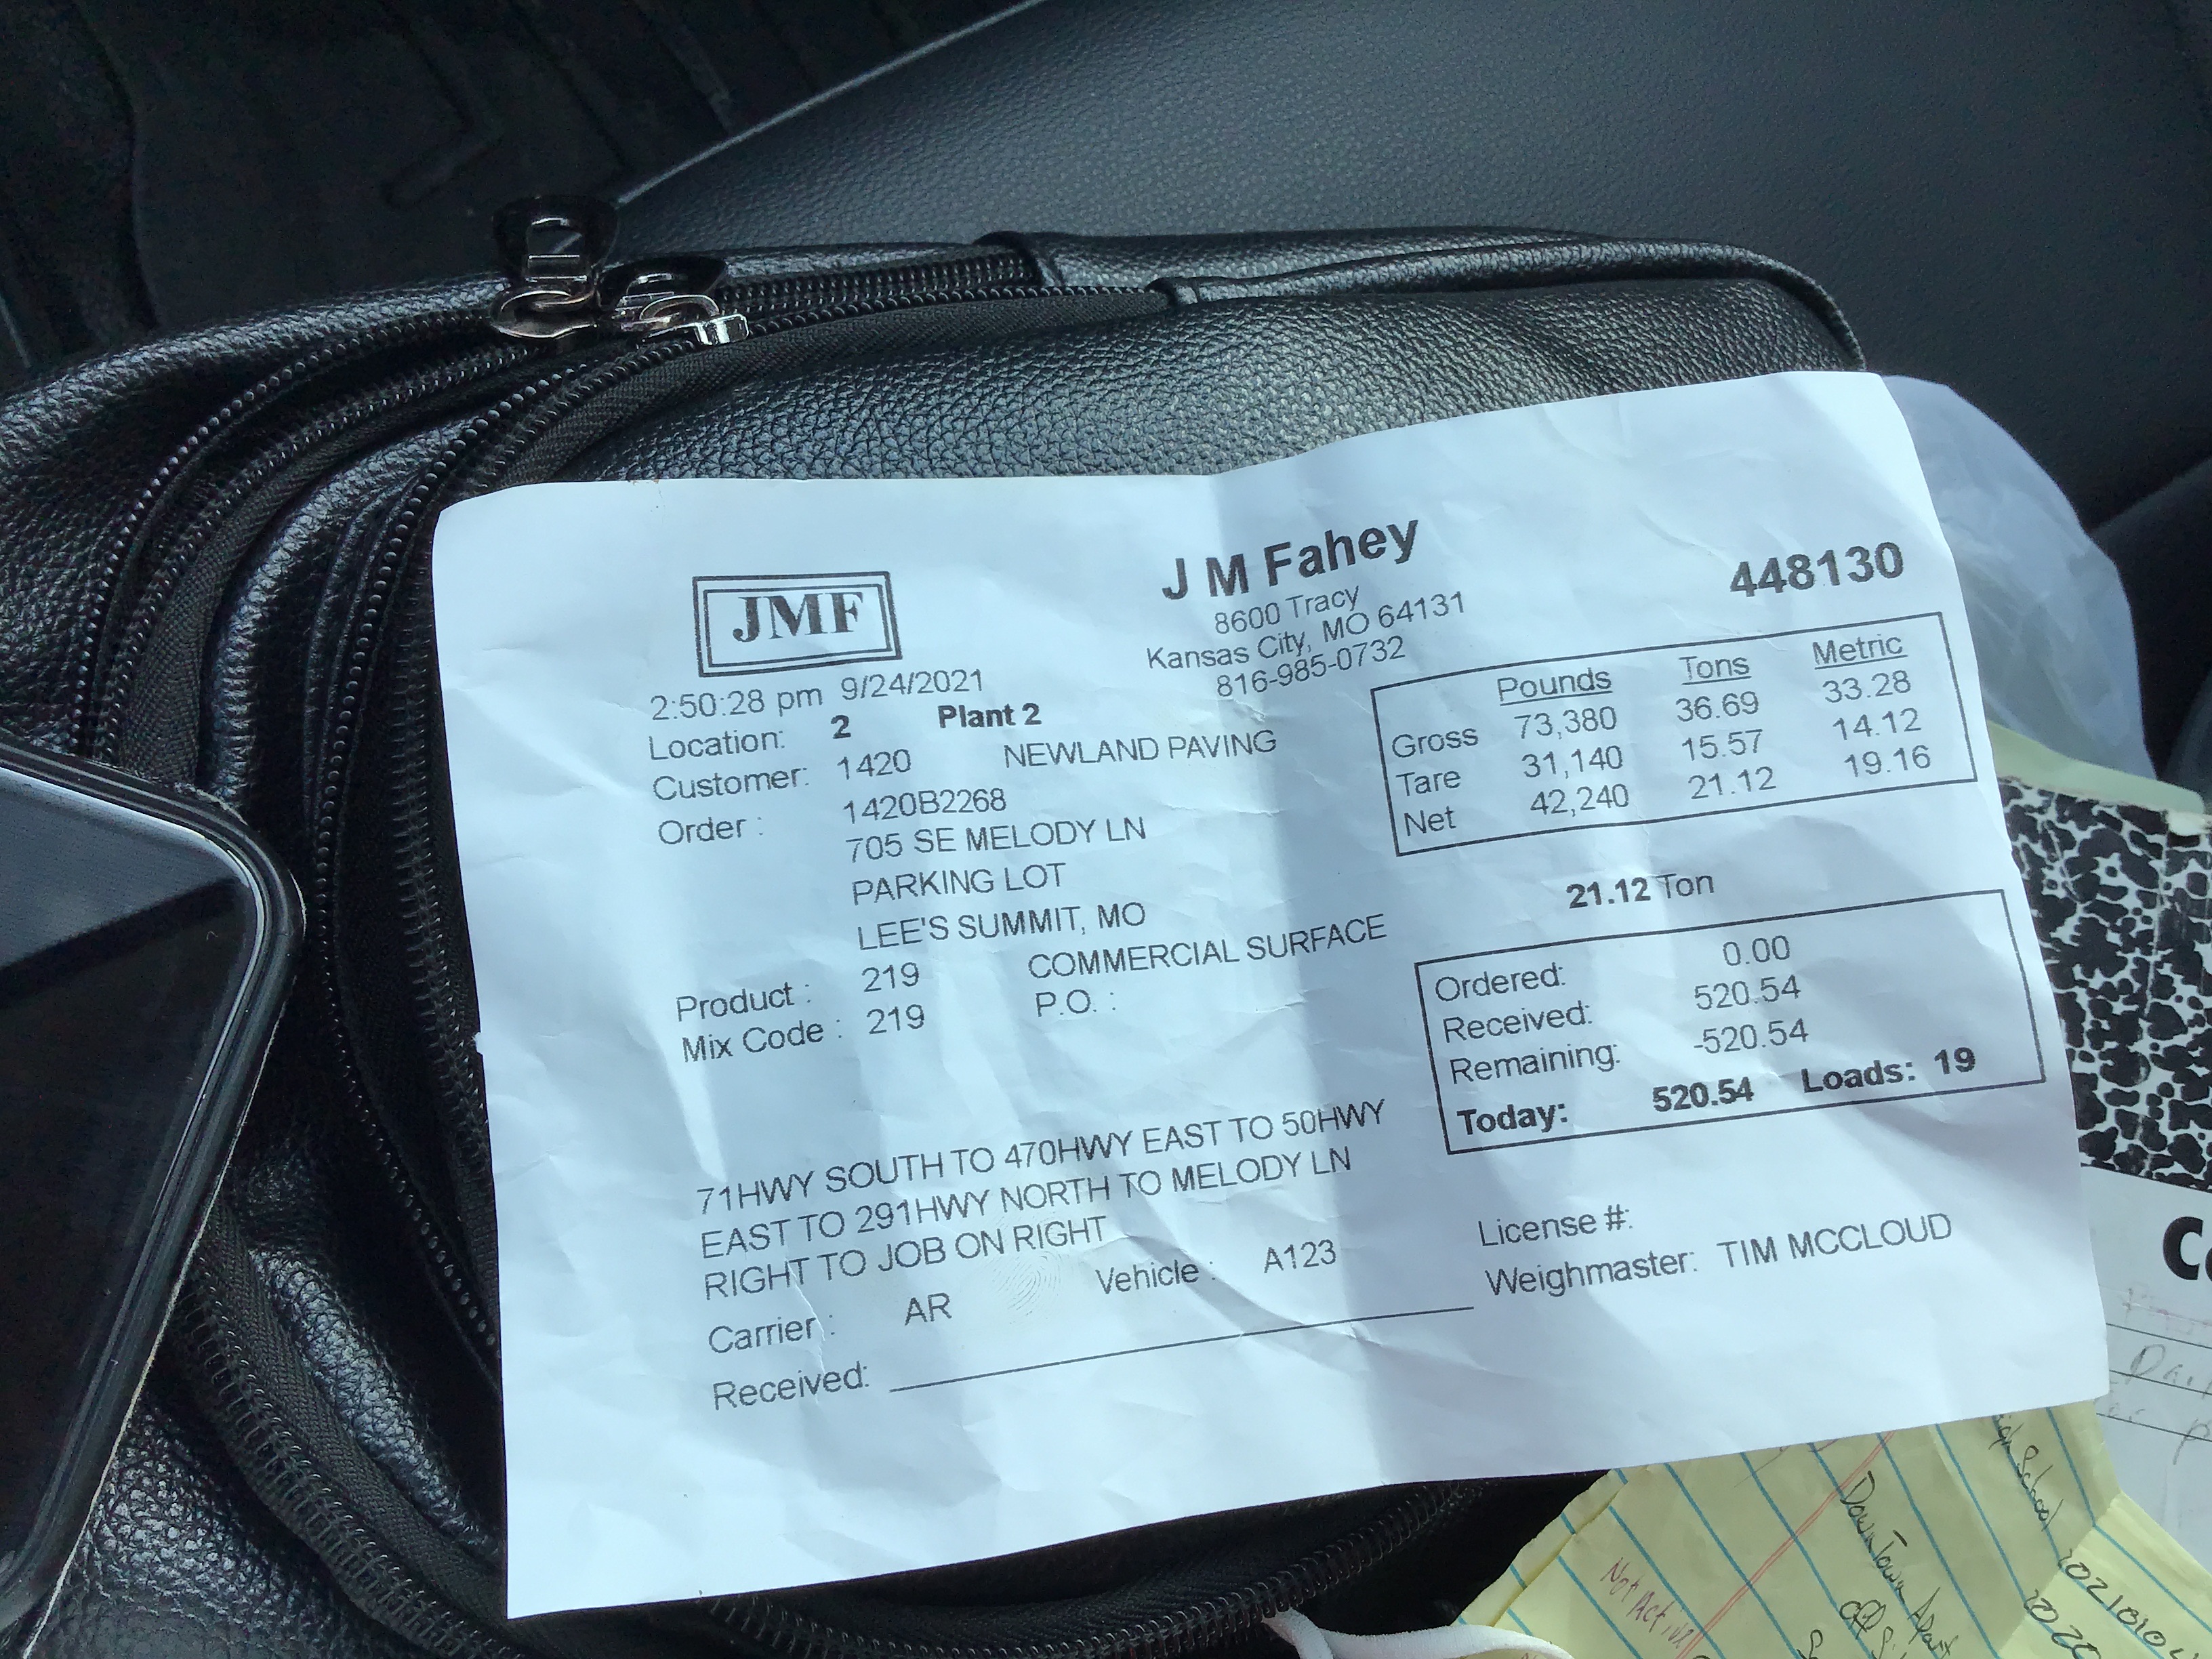 JMF
J M Fahey
8600 Tracy
Kansas City, MO 64131
816-985-0732
448130
2:50:28 pm 9/24/2021
Location: 2 Plant 2
Customer: 1420 NEWLAND PAVING
Order : 1420B2268
705 SE MELODY LN
PARKING LOT
LEE'S SUMMIT, MO
Product : 219 COMMERCIAL SURFACE
Mix Code : 219 P.O. :
Pounds Tons Metric
Gross 73,380 36.69 33.28
Tare 31,140 15.57 14.12
Net 42,240 21.12 19.16
21.12 Ton
Ordered: 0.00
Received: 520.54
Remaining: -520.54
Today: 520.54 Loads: 19
71HWY SOUTH TO 470HWY EAST TO 50HWY
EAST TO 291HWY NORTH TO MELODY LN
RIGHT TO JOB ON RIGHT
Carrier : AR Vehicle : A123
Received:
License #:
Weighmaster: TIM MCCLOUD
School
DownTown
Not Active